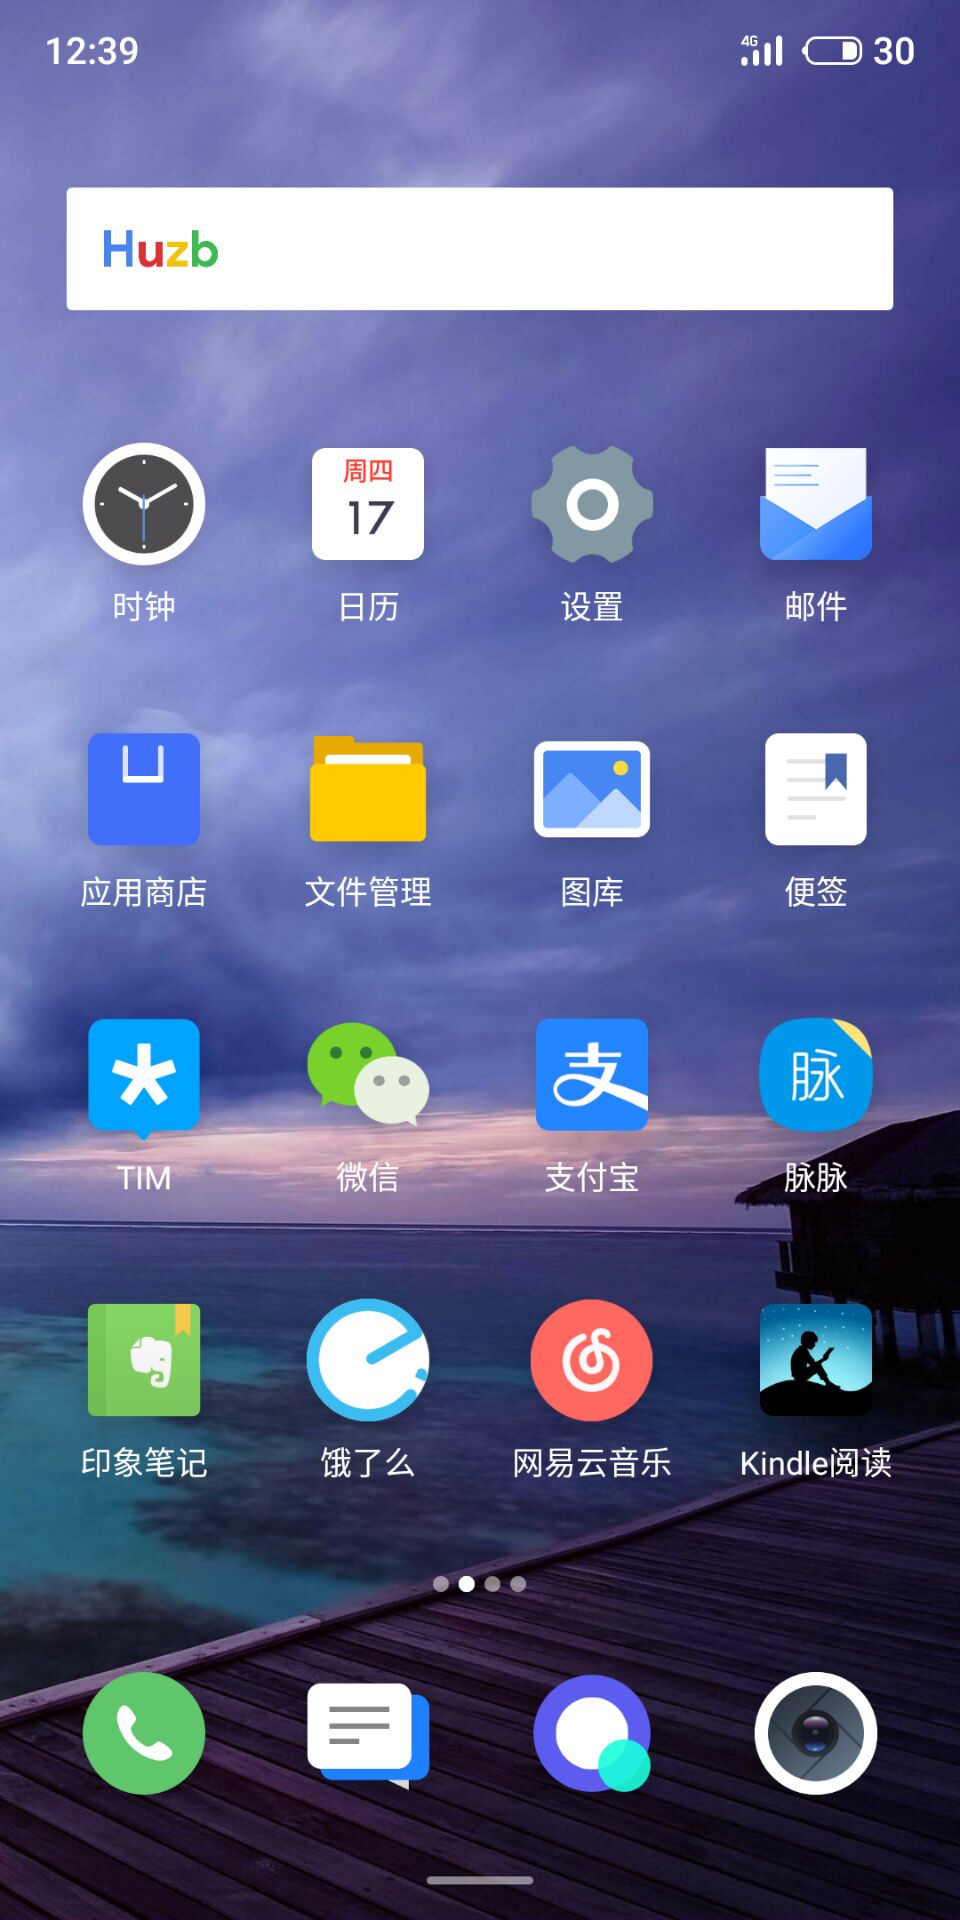 12:39
4G
30
Huzb
周四
17
时钟
日历
设置
邮件
应用商店
文件管理
图库
便签
支
脉
TIM
微信
支付宝
脉脉
印象笔记
饿了么
网易云音乐
Kindle阅读